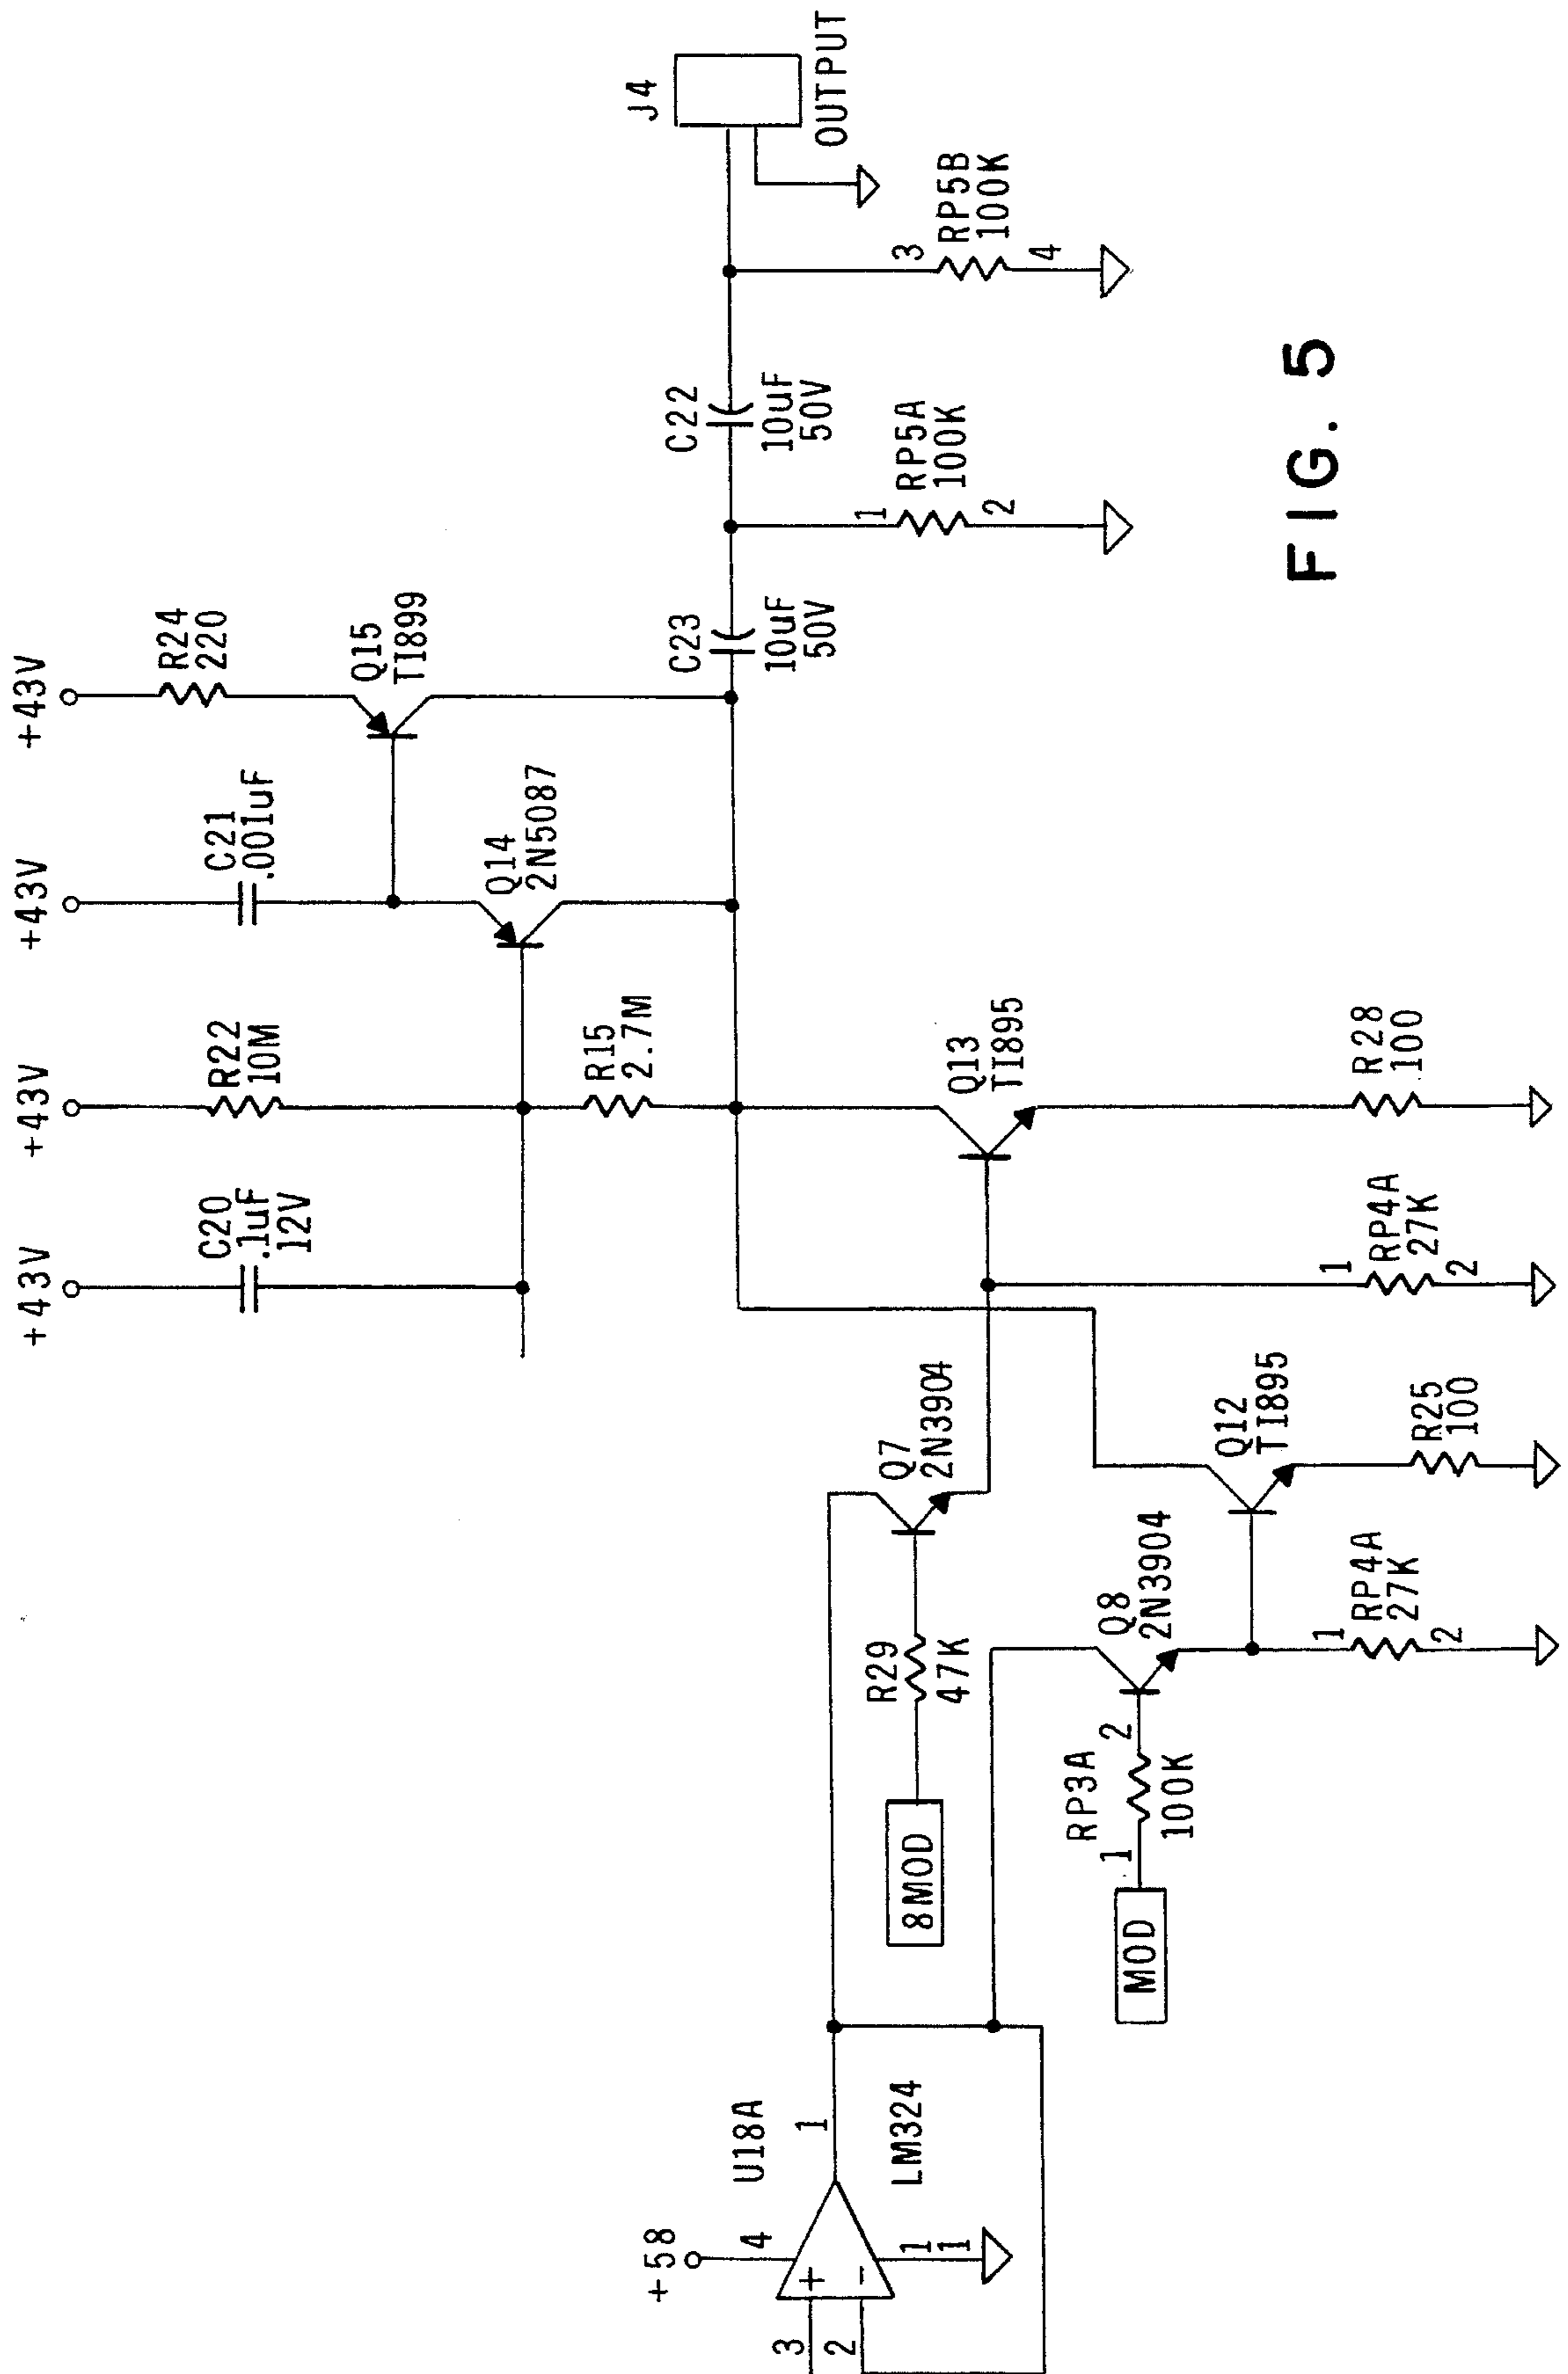 +43V
+43V
+43V
+43V
C20
.1uF
12V
R22
10M
C21
.001uF
R24
220
Q15
TI899
Q14
2N5087
R15
2.7M
C23
10uF
50V
C22
10uF
50V
J4
OUTPUT
1
RP5A
100K
2
3
RP5B
100K
4
Q13
TI895
R28
100
1
RP4A
27K
2
Q7
2N3904
R29
47K
8MOD
Q12
TI895
R25
100
Q8
2N3904
1
RP4A
27K
2
RP3A
100K
1
2
MOD
+58
4
U18A
1
LM324
3
+
2
-
11
FIG. 5